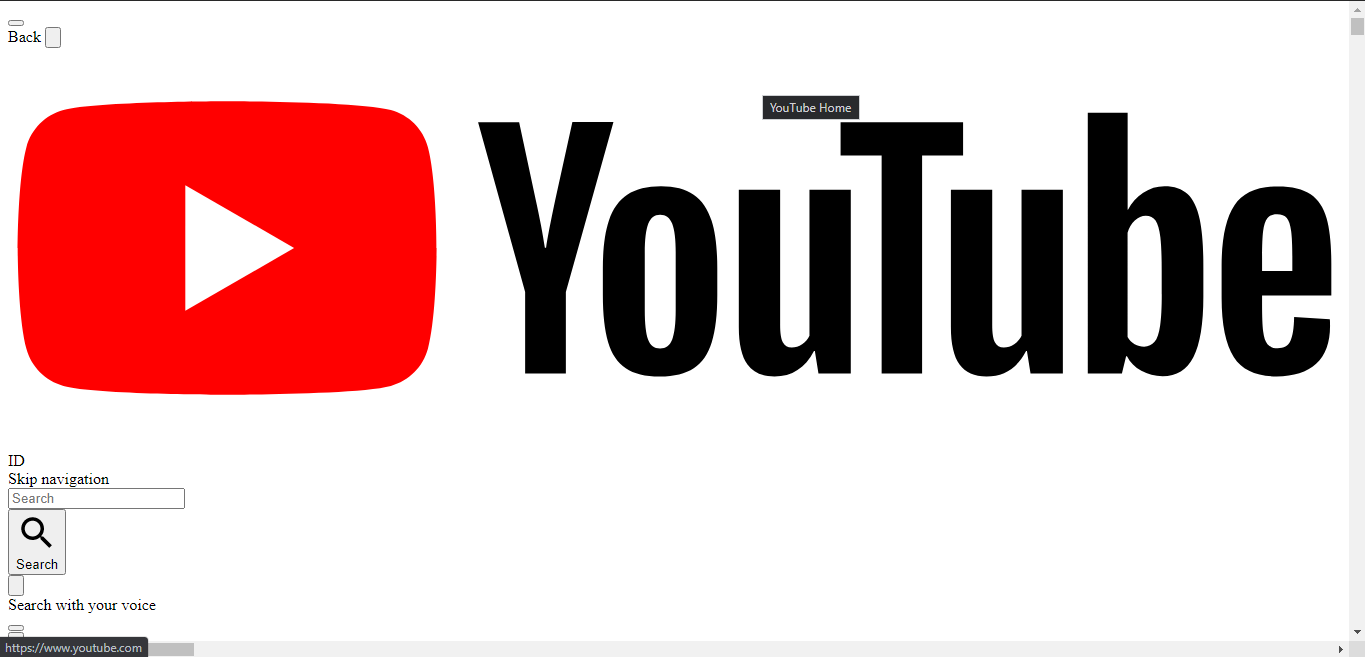 Back
YouTube Home
YouTube
ID
Skip navigation
Search
Search
Search with your voice
https://www.youtube.com